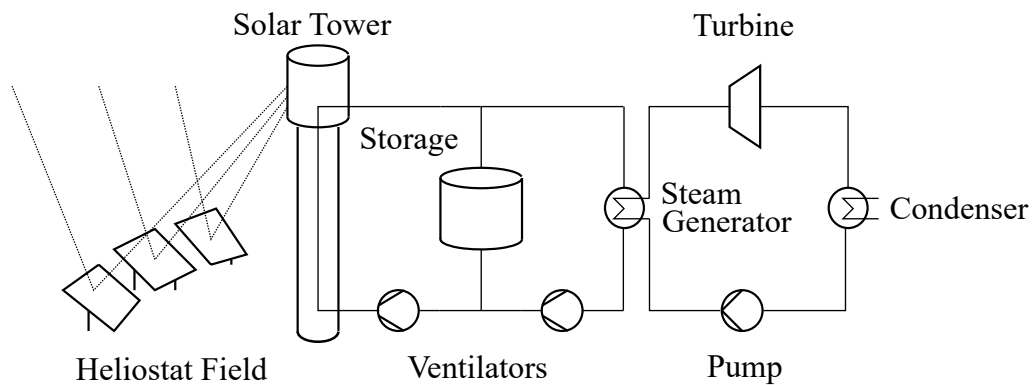 Solar Tower
Turbine
Storage
Steam
Generator
Condenser
Heliostat Field
Ventilators
Pump